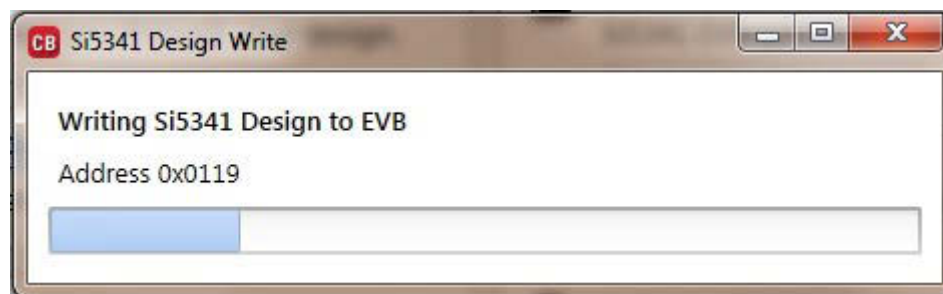 CB Si5341 Design Write
Writing Si5341 Design to EVB
Address 0x0119